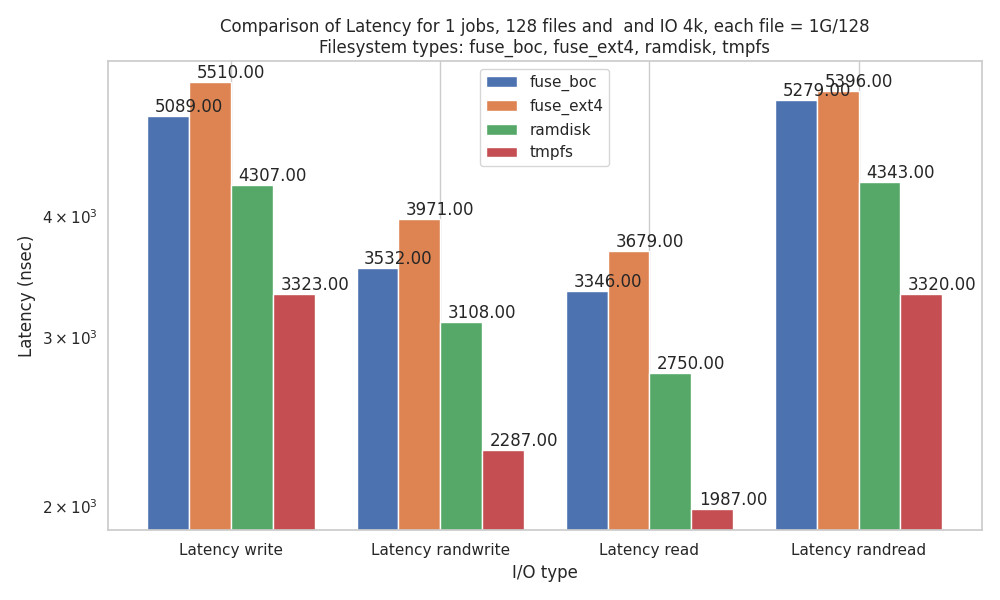 Comparison of Latency for 1 jobs, 128 files and  and IO 4k, each file = 1G/128
Filesystem types: fuse_boc, fuse_ext4, ramdisk, tmpfs
fuse_boc
fuse_ext4
ramdisk
tmpfs
5089.00
5510.00
4307.00
3323.00
3532.00
3971.00
3108.00
2287.00
3346.00
3679.00
2750.00
1987.00
5279.00
5396.00
4343.00
3320.00
Latency (nsec)
4 × 10³
3 × 10³
2 × 10³
Latency write
Latency randwrite
Latency read
Latency randread
I/O type